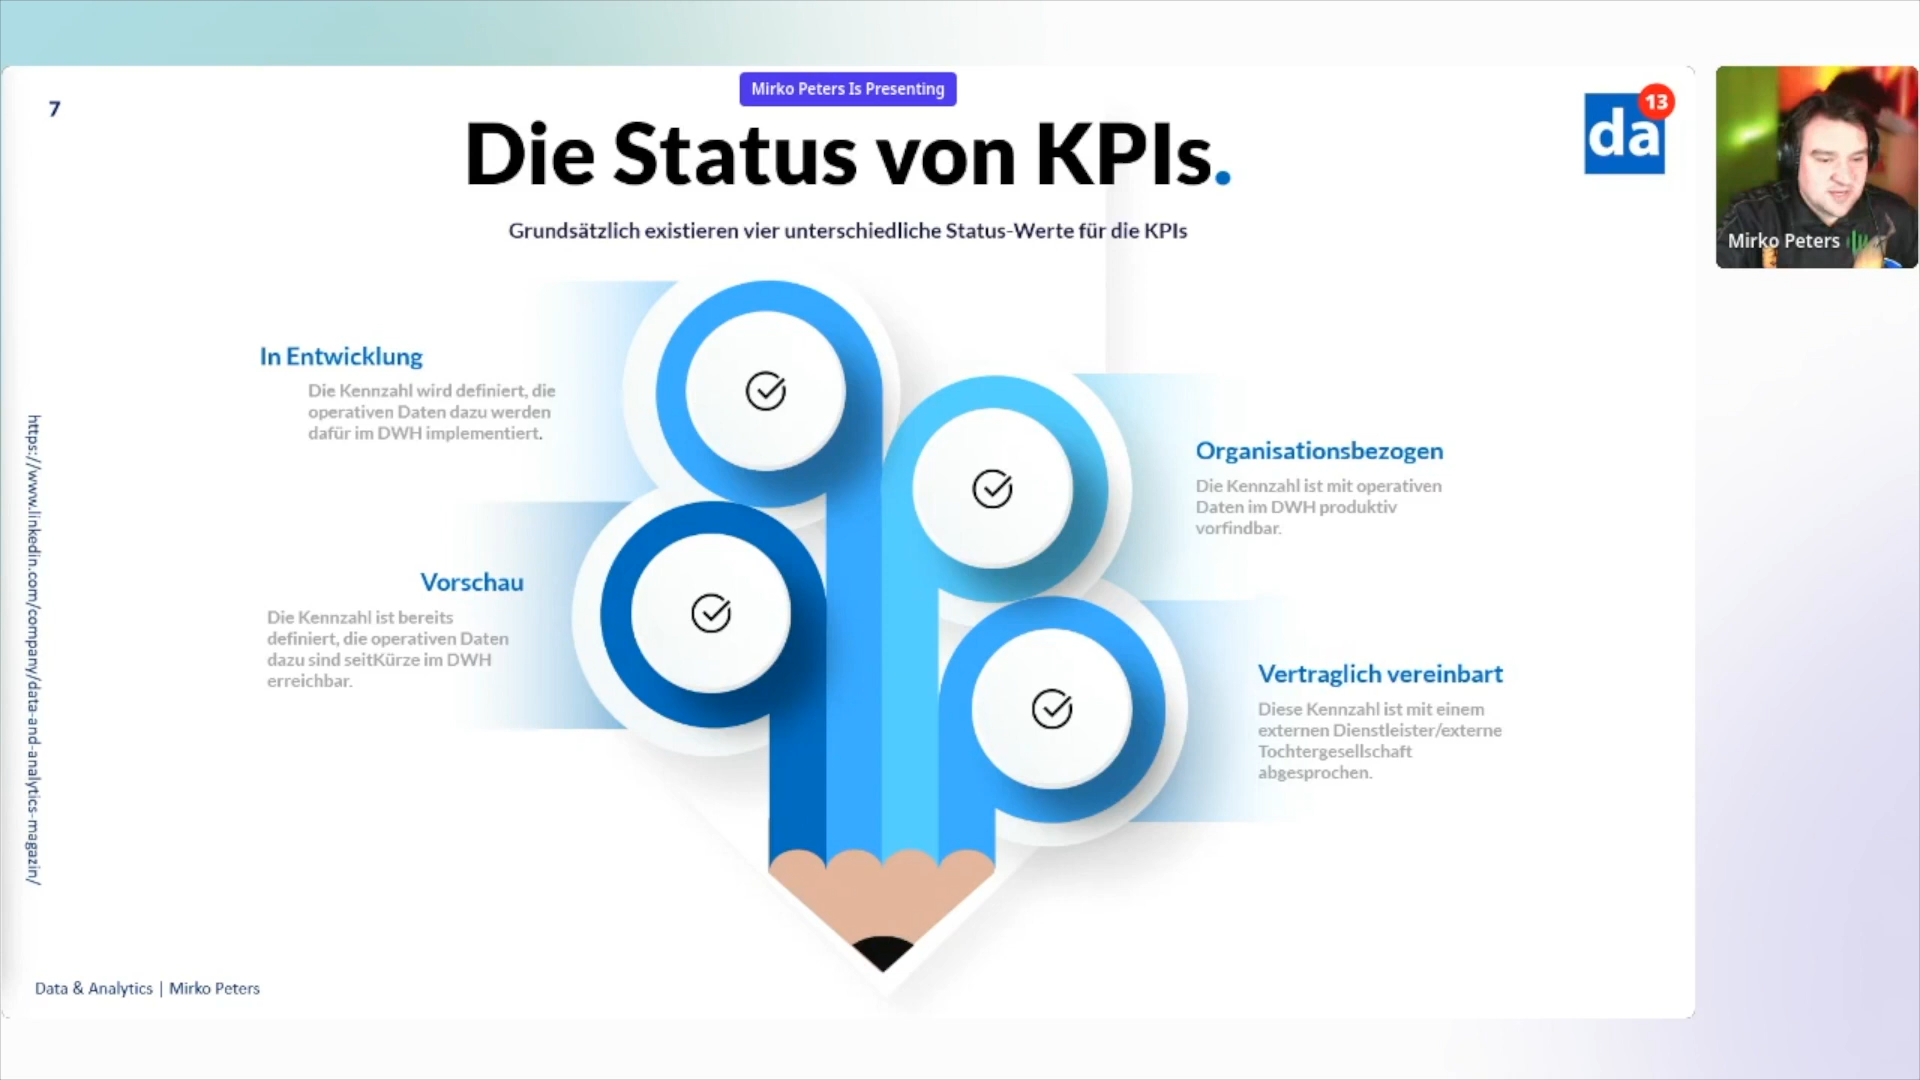 Mirko Peters Is Presenting
7
Die Status von KPIs.
da
13
Grundsätzlich existieren vier unterschiedliche Status-Werte für die KPIs
Mirko Peters
In Entwicklung
Die Kennzahl wird definiert, die
operativen Daten dazu werden
dafür im DWH implementiert.
Organisationsbezogen
Die Kennzahl ist mit operativen
Daten im DWH produktiv
vorfindbar.
Vorschau
Die Kennzahl ist bereits
definiert, die operativen Daten
dazu sind seitKürze im DWH
erreichbar.
Vertraglich vereinbart
Diese Kennzahl ist mit einem
externen Dienstleister/externe
Tochtergesellschaft
abgesprochen.
https://www.linkedin.com/company/data-and-analytics-magazin/
Data & Analytics | Mirko Peters